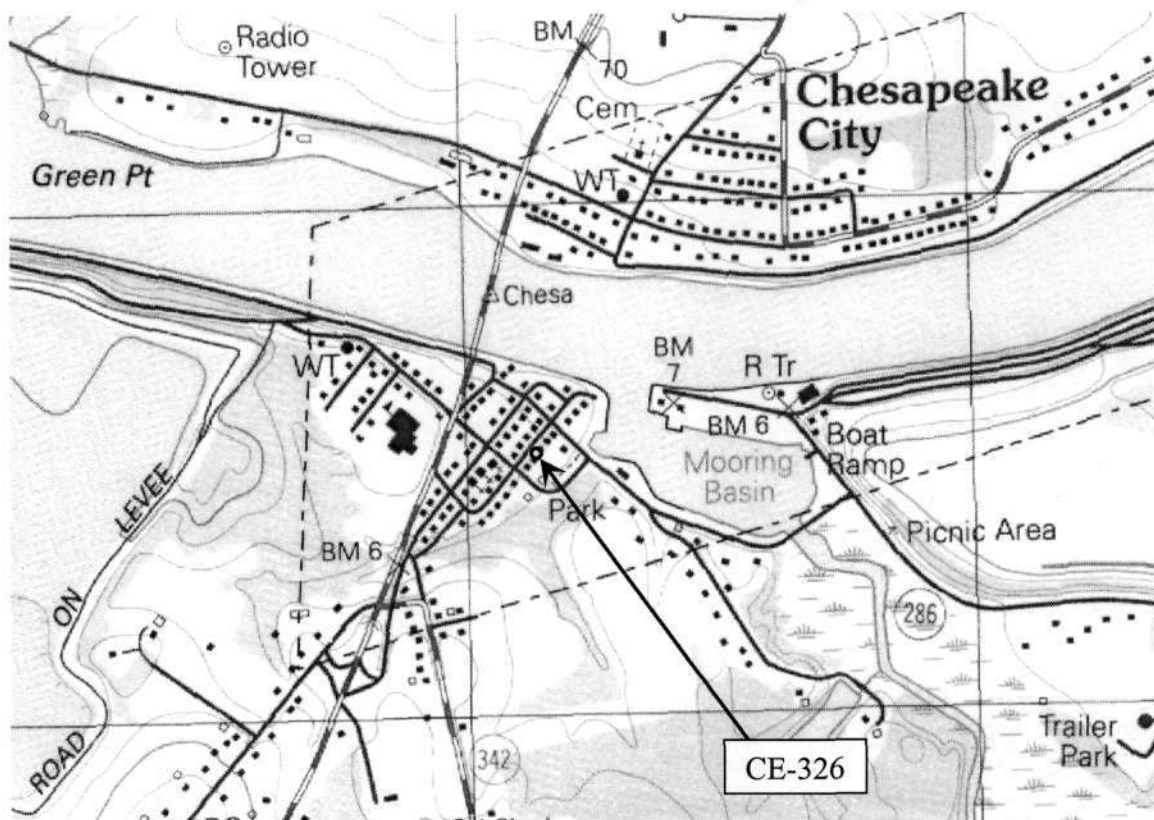 Radio
Tower
BM
70
Cem
Chesapeake
City
Green Pt
WT
Chesa
WT
BM
7
R Tr
BM 6
Boat
Ramp
Mooring
Basin
Park
LEVEE
ON
ROAD
BM 6
Picnic Area
286
342
CE-326
Trailer
Park